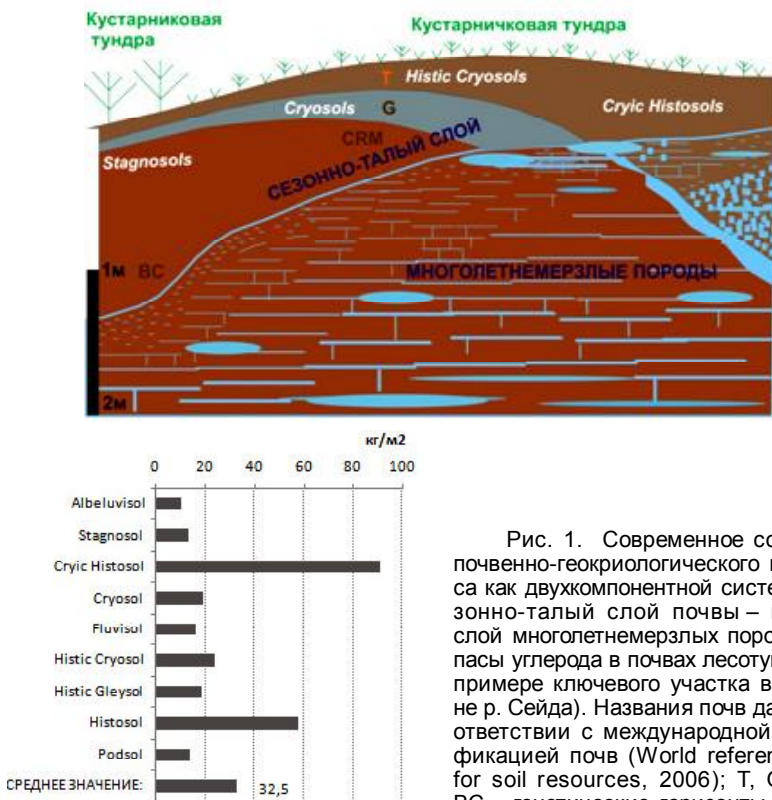 Кустарниковая
тундра
Кустарничковая тундра
T
Histic Cryosols
Cryosols
G
Cryic Histosols
CRM
Stagnosols
СЕЗОННО-ТАЛЫЙ СЛОЙ
1м
BC
МНОГОЛЕТНЕМЕРЗЛЫЕ ПОРОДЫ
2м
кг/м2
0 20 40 60 80 100
Albeluvisol
Stagnosol
Cryic Histosol
Cryosol
Fluvisol
Histic Cryosol
Histic Gleysol
Histosol
Podsol
СРЕДНЕЕ ЗНАЧЕНИЕ:
32,5
Рис. 1. Современное со
почвенно-геокриологического
са как двухкомпонентной систе
зонно-талый слой почвы –
слой многолетнемерзлых поро
пасы углерода в почвах лесоту
примере ключевого участка в
не р. Сейда). Названия почв да
ответствии с международной
фикацией почв (World referen
for soil resources, 2006); T,